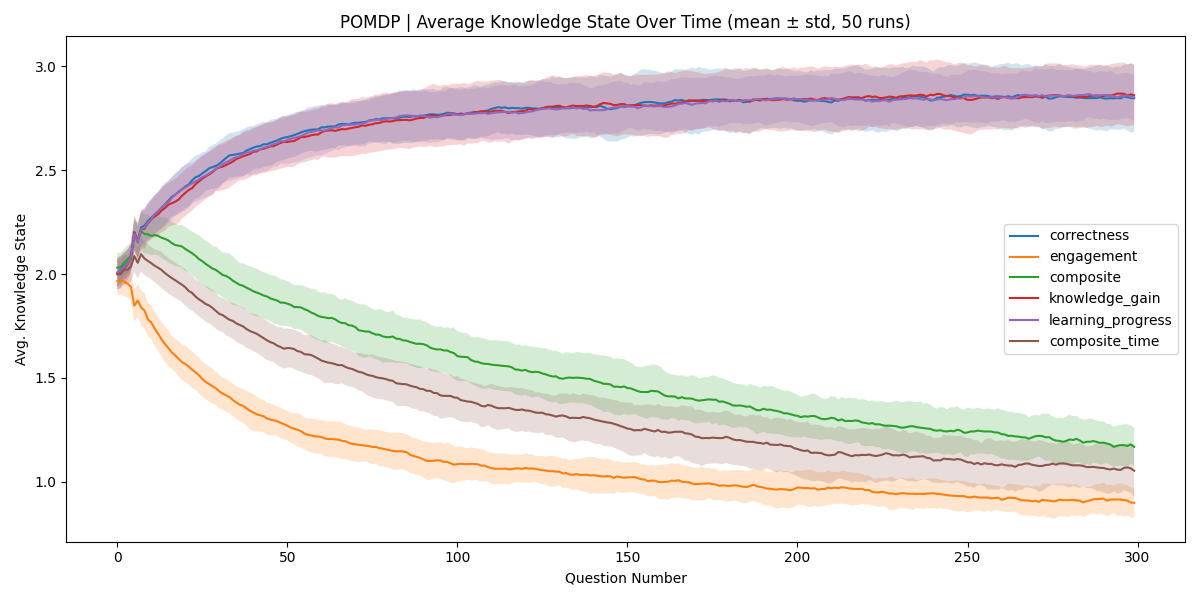 POMDP | Average Knowledge State Over Time (mean ± std, 50 runs)
Avg. Knowledge State
3.0
2.5
2.0
1.5
1.0
correctness
engagement
composite
knowledge_gain
learning_progress
composite_time
0 50 100 150 200 250 300
Question Number